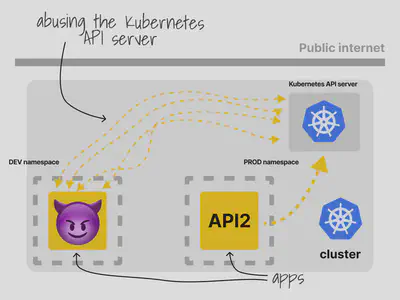 abusing the Kubernetes
API server
Public internet
Kubernetes API server
DEV namespace
PROD namespace
API2
cluster
apps